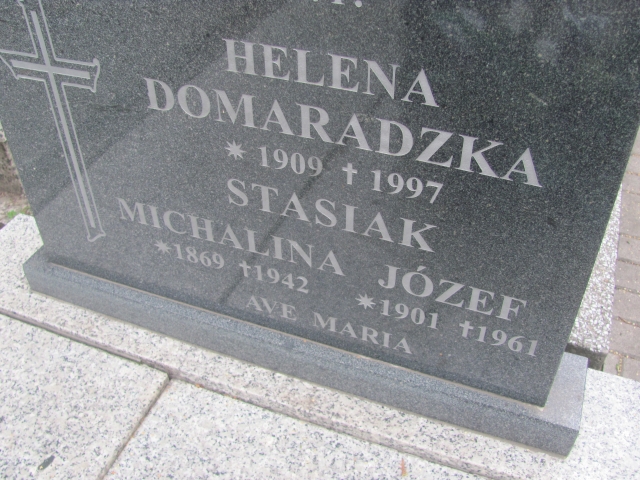 HELENA
DOMARADZKA
* 1909 † 1997
STASIAK
MICHALINA JÓZEF
*1869 †1942 *1901 †1961
AVE MARIA